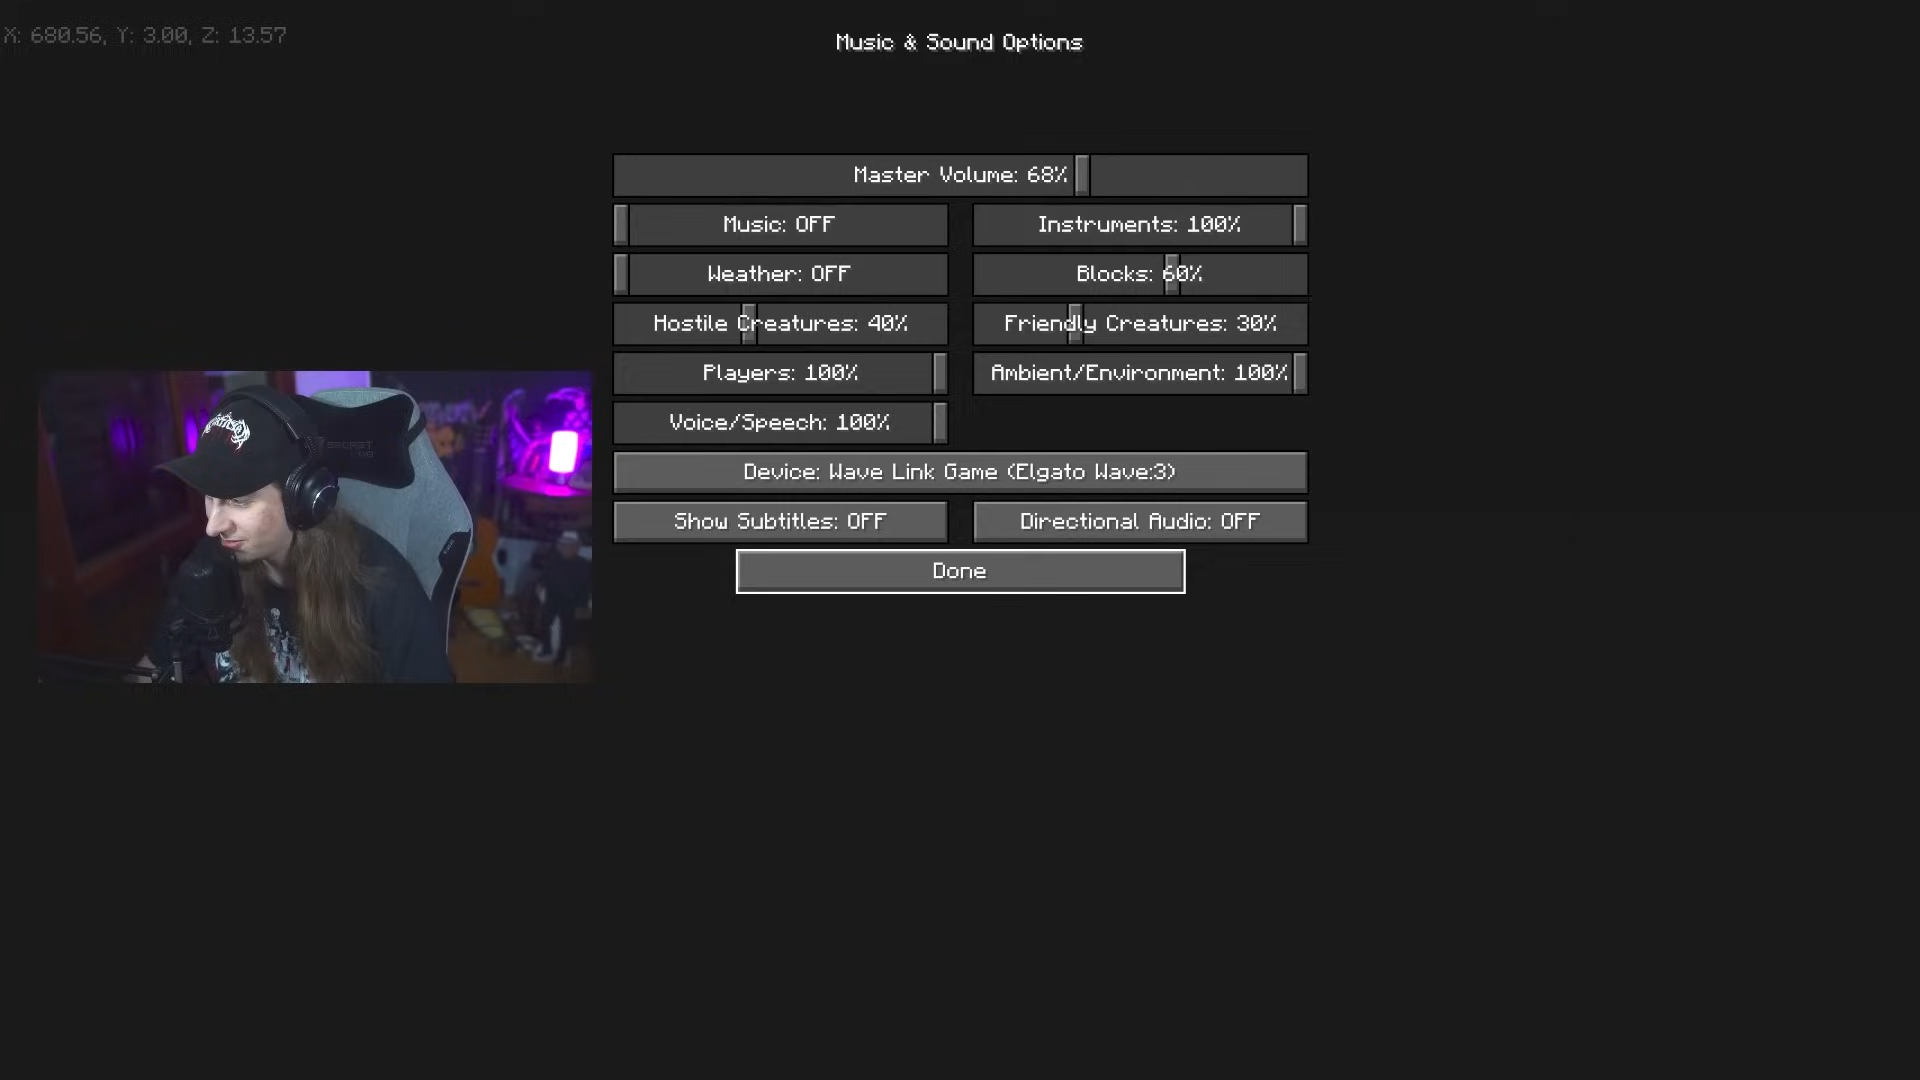 X: 680.56, Y: 3.00, Z: 13.57
Music & Sound Options
Master Volume: 68%
Music: OFF
Instruments: 100%
Weather: OFF
Blocks: 60%
Hostile Creatures: 40%
Friendly Creatures: 30%
Players: 100%
Ambient/Environment: 100%
Voice/Speech: 100%
Device: Wave Link Game (Elgato Wave:3)
Show Subtitles: OFF
Directional Audio: OFF
Done
SECRET